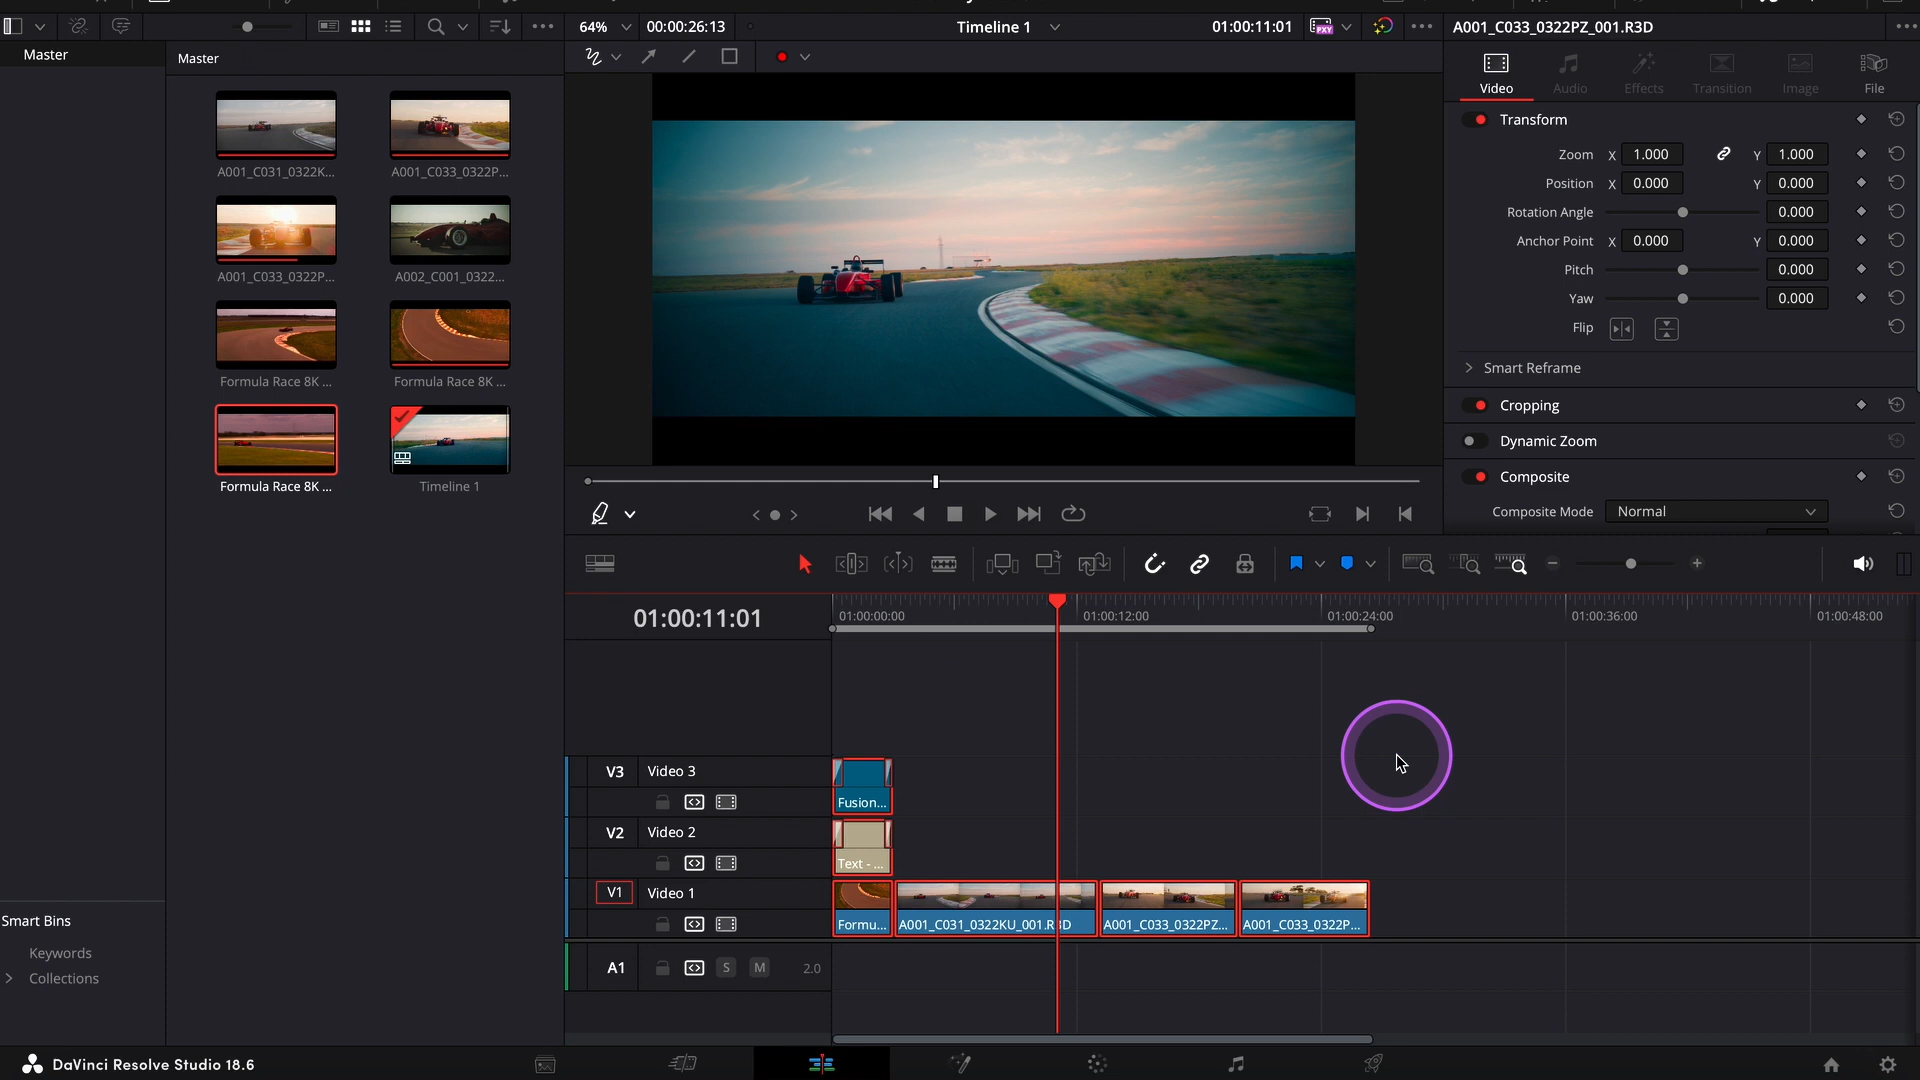 64%
00:00:26:13
Timeline 1
01:00:11:01
PXY
A001_C033_0322PZ_001.R3D
Master
Master
Video
Audio
Effects
Transition
Image
File
Transform
Zoom X 1.000 Y 1.000
Position X 0.000 Y 0.000
Rotation Angle 0.000
Anchor Point X 0.000 Y 0.000
Pitch 0.000
Yaw 0.000
Flip
Smart Reframe
Cropping
Dynamic Zoom
Composite
Composite Mode Normal
A001_C031_0322K...
A001_C033_0322P...
A001_C033_0322P...
A002_C001_0322...
Formula Race 8K ...
Formula Race 8K ...
Formula Race 8K ...
Timeline 1
01:00:11:01
01:00:00:00
01:00:12:00
01:00:24:00
01:00:36:00
01:00:48:00
V3 Video 3
Fusion...
V2 Video 2
Text - ...
V1 Video 1
Formu...
A001_C031_0322KU_001.R3D
A001_C033_0322PZ...
A001_C033_0322P...
A1 S M 2.0
Smart Bins
Keywords
Collections
DaVinci Resolve Studio 18.6